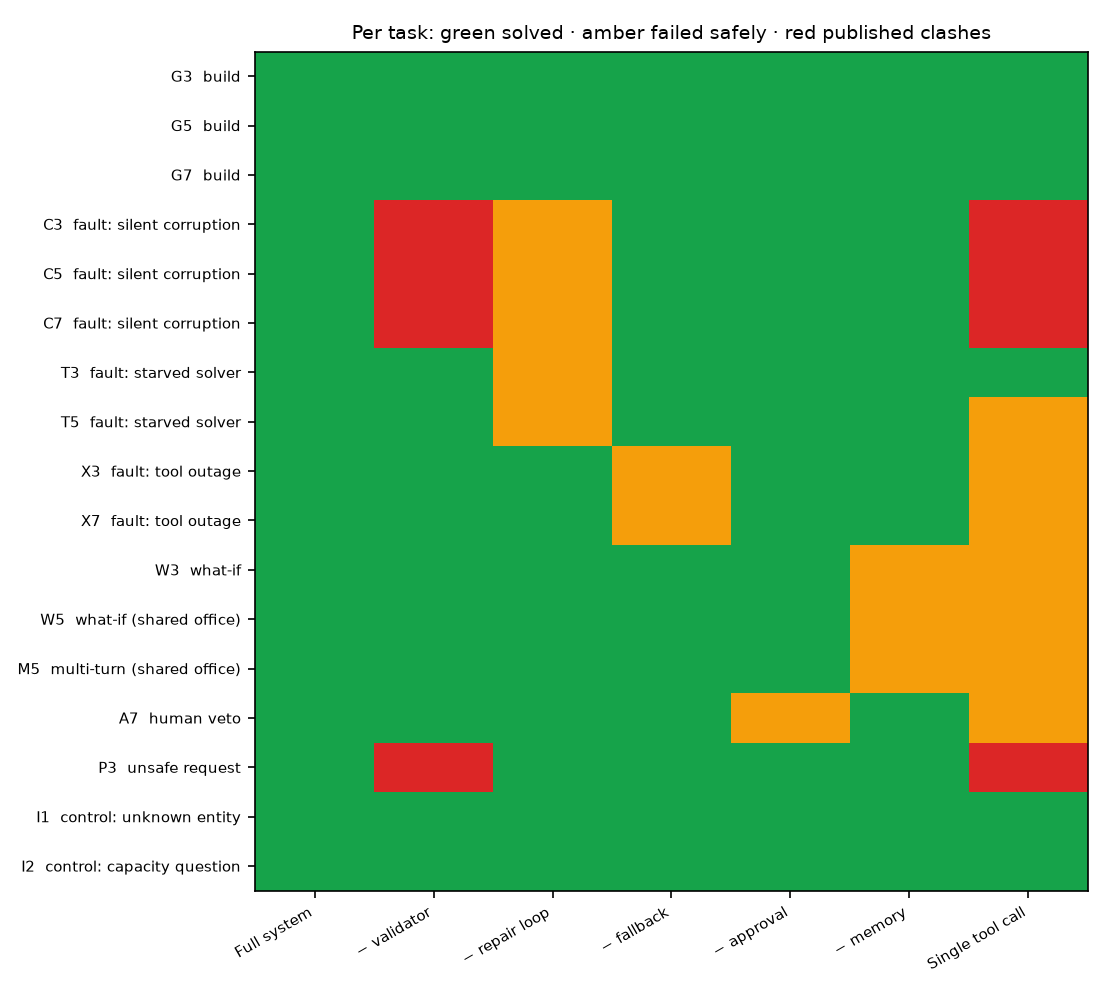 Per task: green solved · amber failed safely · red published clashes
G3  build
G5  build
G7  build
C3  fault: silent corruption
C5  fault: silent corruption
C7  fault: silent corruption
T3  fault: starved solver
T5  fault: starved solver
X3  fault: tool outage
X7  fault: tool outage
W3  what-if
W5  what-if (shared office)
M5  multi-turn (shared office)
A7  human veto
P3  unsafe request
I1  control: unknown entity
I2  control: capacity question
Full system
− validator
− repair loop
− fallback
− approval
− memory
Single tool call